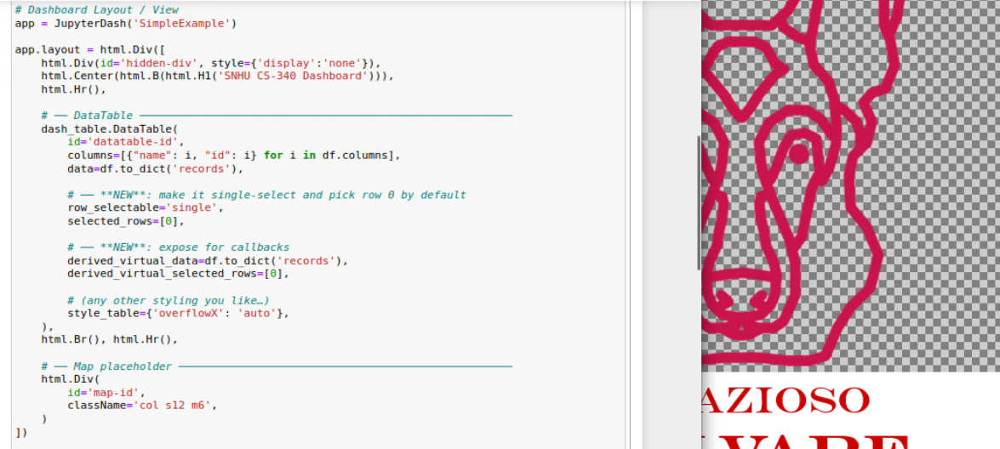 # Dashboard Layout / View
app = JupyterDash('SimpleExample')
app.layout = html.Div([
    html.Div(id='hidden-div', style={'display':'none'}),
    html.Center(html.B(html.H1('SNHU CS-340 Dashboard'))),
    html.Hr(),
    # —— DataTable ————————————————————————————
    dash_table.DataTable(
        id='datatable-id',
        columns=[{"name": i, "id": i} for i in df.columns],
        data=df.to_dict('records'),
        # —— **NEW**: make it single-select and pick row 0 by default
        row_selectable='single',
        selected_rows=[0],
        # —— **NEW**: expose for callbacks
        derived_virtual_data=df.to_dict('records'),
        derived_virtual_selected_rows=[0],
        # (any other styling you like…)
        style_table={'overflowX': 'auto'},
    ),
    html.Br(), html.Hr(),
    # —— Map placeholder —————————————————————————
    html.Div(
        id='map-id',
        className='col s12 m6',
    )
])
AZIOSO